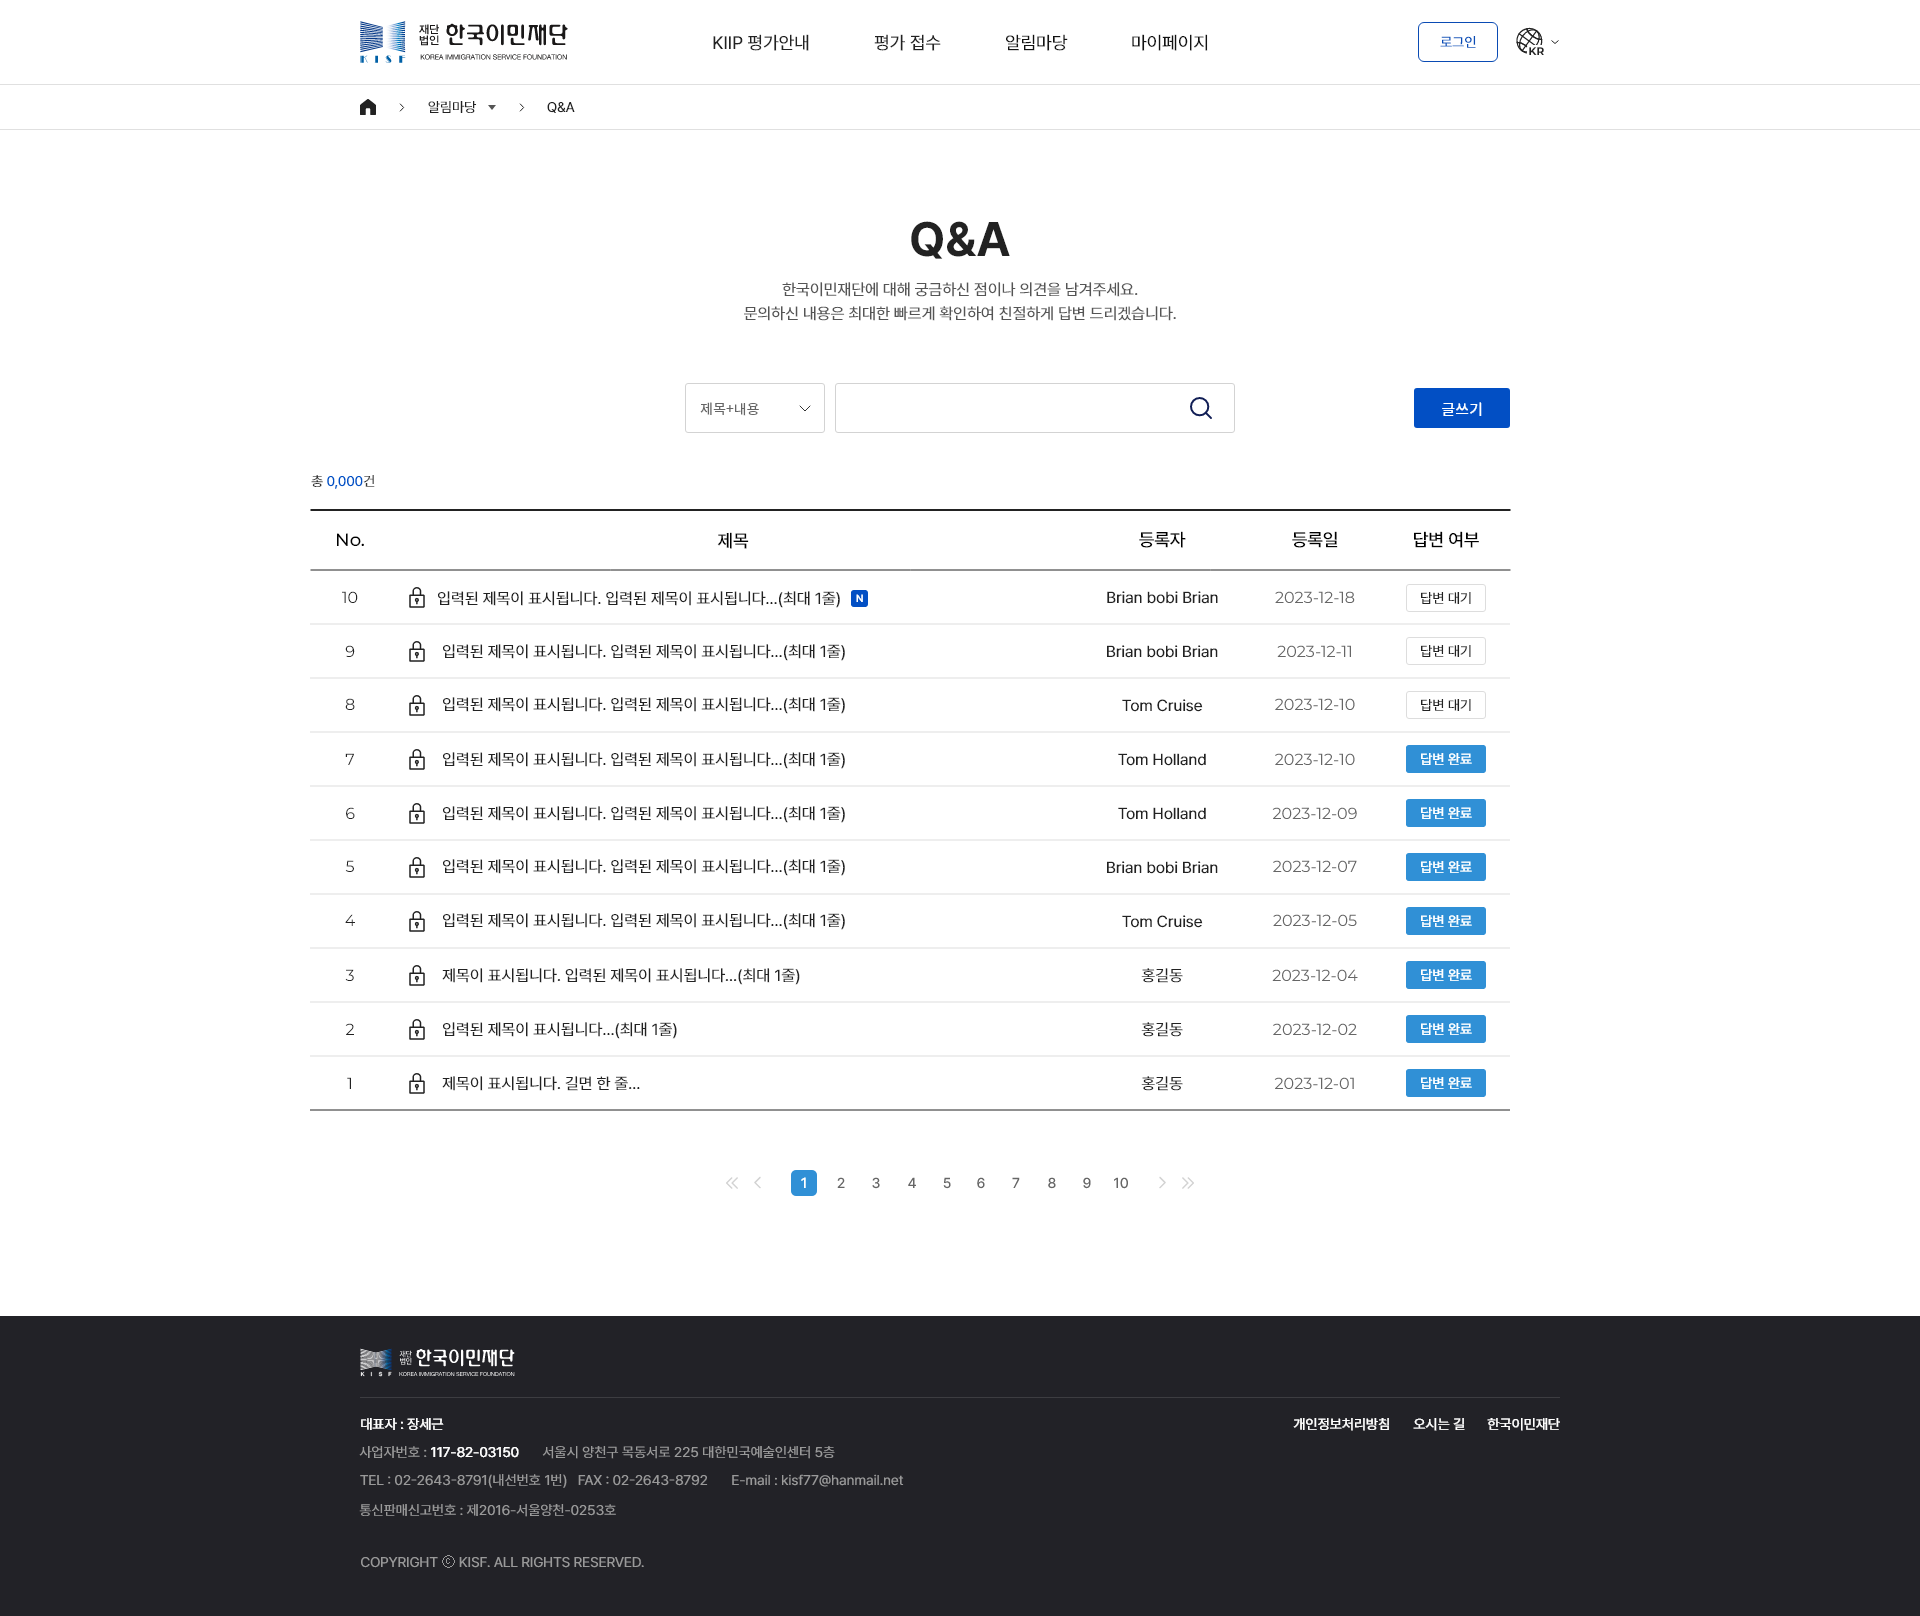 재단법인 한국이민재단
KISF KOREA IMMIGRATION SERVICE FOUNDATION
KIIP 평가안내 평가 접수 알림마당 마이페이지 로그인 KR
알림마당 Q&A
Q&A
한국이민재단에 대해 궁금하신 점이나 의견을 남겨주세요.
문의하신 내용은 최대한 빠르게 확인하여 친절하게 답변 드리겠습니다.
제목+내용 글쓰기
총 0,000건
No. 제목 등록자 등록일 답변 여부
10 입력된 제목이 표시됩니다. 입력된 제목이 표시됩니다...(최대 1줄) N Brian bobi Brian 2023-12-18 답변 대기
9 입력된 제목이 표시됩니다. 입력된 제목이 표시됩니다...(최대 1줄) Brian bobi Brian 2023-12-11 답변 대기
8 입력된 제목이 표시됩니다. 입력된 제목이 표시됩니다...(최대 1줄) Tom Cruise 2023-12-10 답변 대기
7 입력된 제목이 표시됩니다. 입력된 제목이 표시됩니다...(최대 1줄) Tom Holland 2023-12-10 답변 완료
6 입력된 제목이 표시됩니다. 입력된 제목이 표시됩니다...(최대 1줄) Tom Holland 2023-12-09 답변 완료
5 입력된 제목이 표시됩니다. 입력된 제목이 표시됩니다...(최대 1줄) Brian bobi Brian 2023-12-07 답변 완료
4 입력된 제목이 표시됩니다. 입력된 제목이 표시됩니다...(최대 1줄) Tom Cruise 2023-12-05 답변 완료
3 제목이 표시됩니다. 입력된 제목이 표시됩니다...(최대 1줄) 홍길동 2023-12-04 답변 완료
2 입력된 제목이 표시됩니다...(최대 1줄) 홍길동 2023-12-02 답변 완료
1 제목이 표시됩니다. 길면 한 줄... 홍길동 2023-12-01 답변 완료
1 2 3 4 5 6 7 8 9 10
재단법인 한국이민재단
KISF KOREA IMMIGRATION SERVICE FOUNDATION
대표자 : 장세근 개인정보처리방침 오시는 길 한국이민재단
사업자번호 : 117-82-03150 서울시 양천구 목동서로 225 대한민국예술인센터 5층
TEL : 02-2643-8791(내선번호 1번) FAX : 02-2643-8792 E-mail : kisf77@hanmail.net
통신판매신고번호 : 제2016-서울양천-0253호
COPYRIGHT ⓒ KISF. ALL RIGHTS RESERVED.